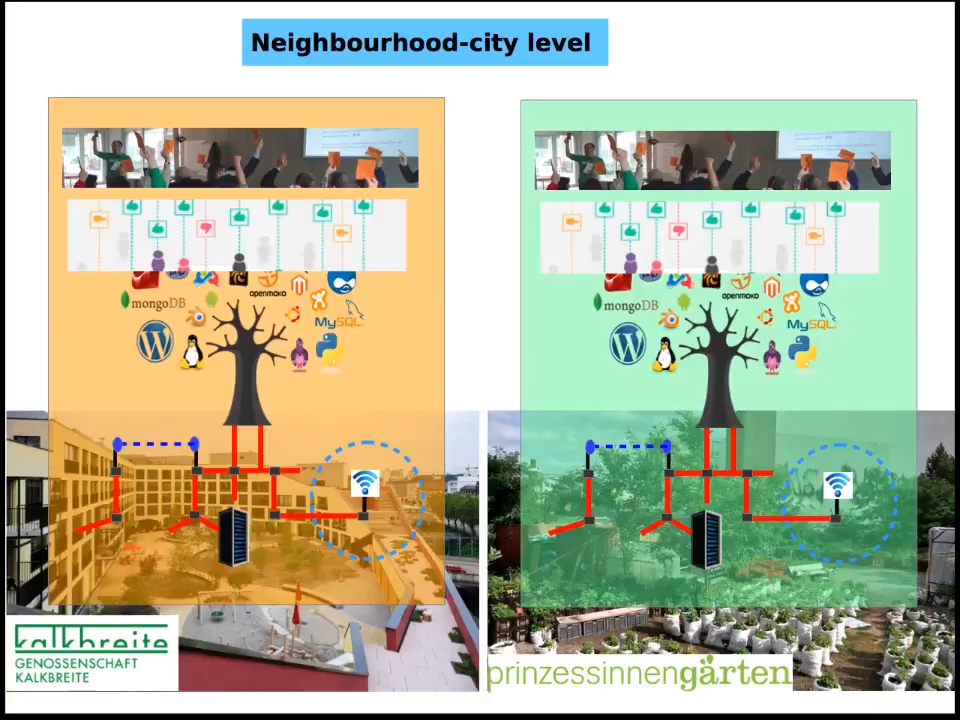 Neighbourhood-city level
openmoko
mongoDB
MySQL
openmoko
mongoDB
MySQL
kalkbreite
GENOSSENSCHAFT
KALKBREITE
prinzessinnengärten